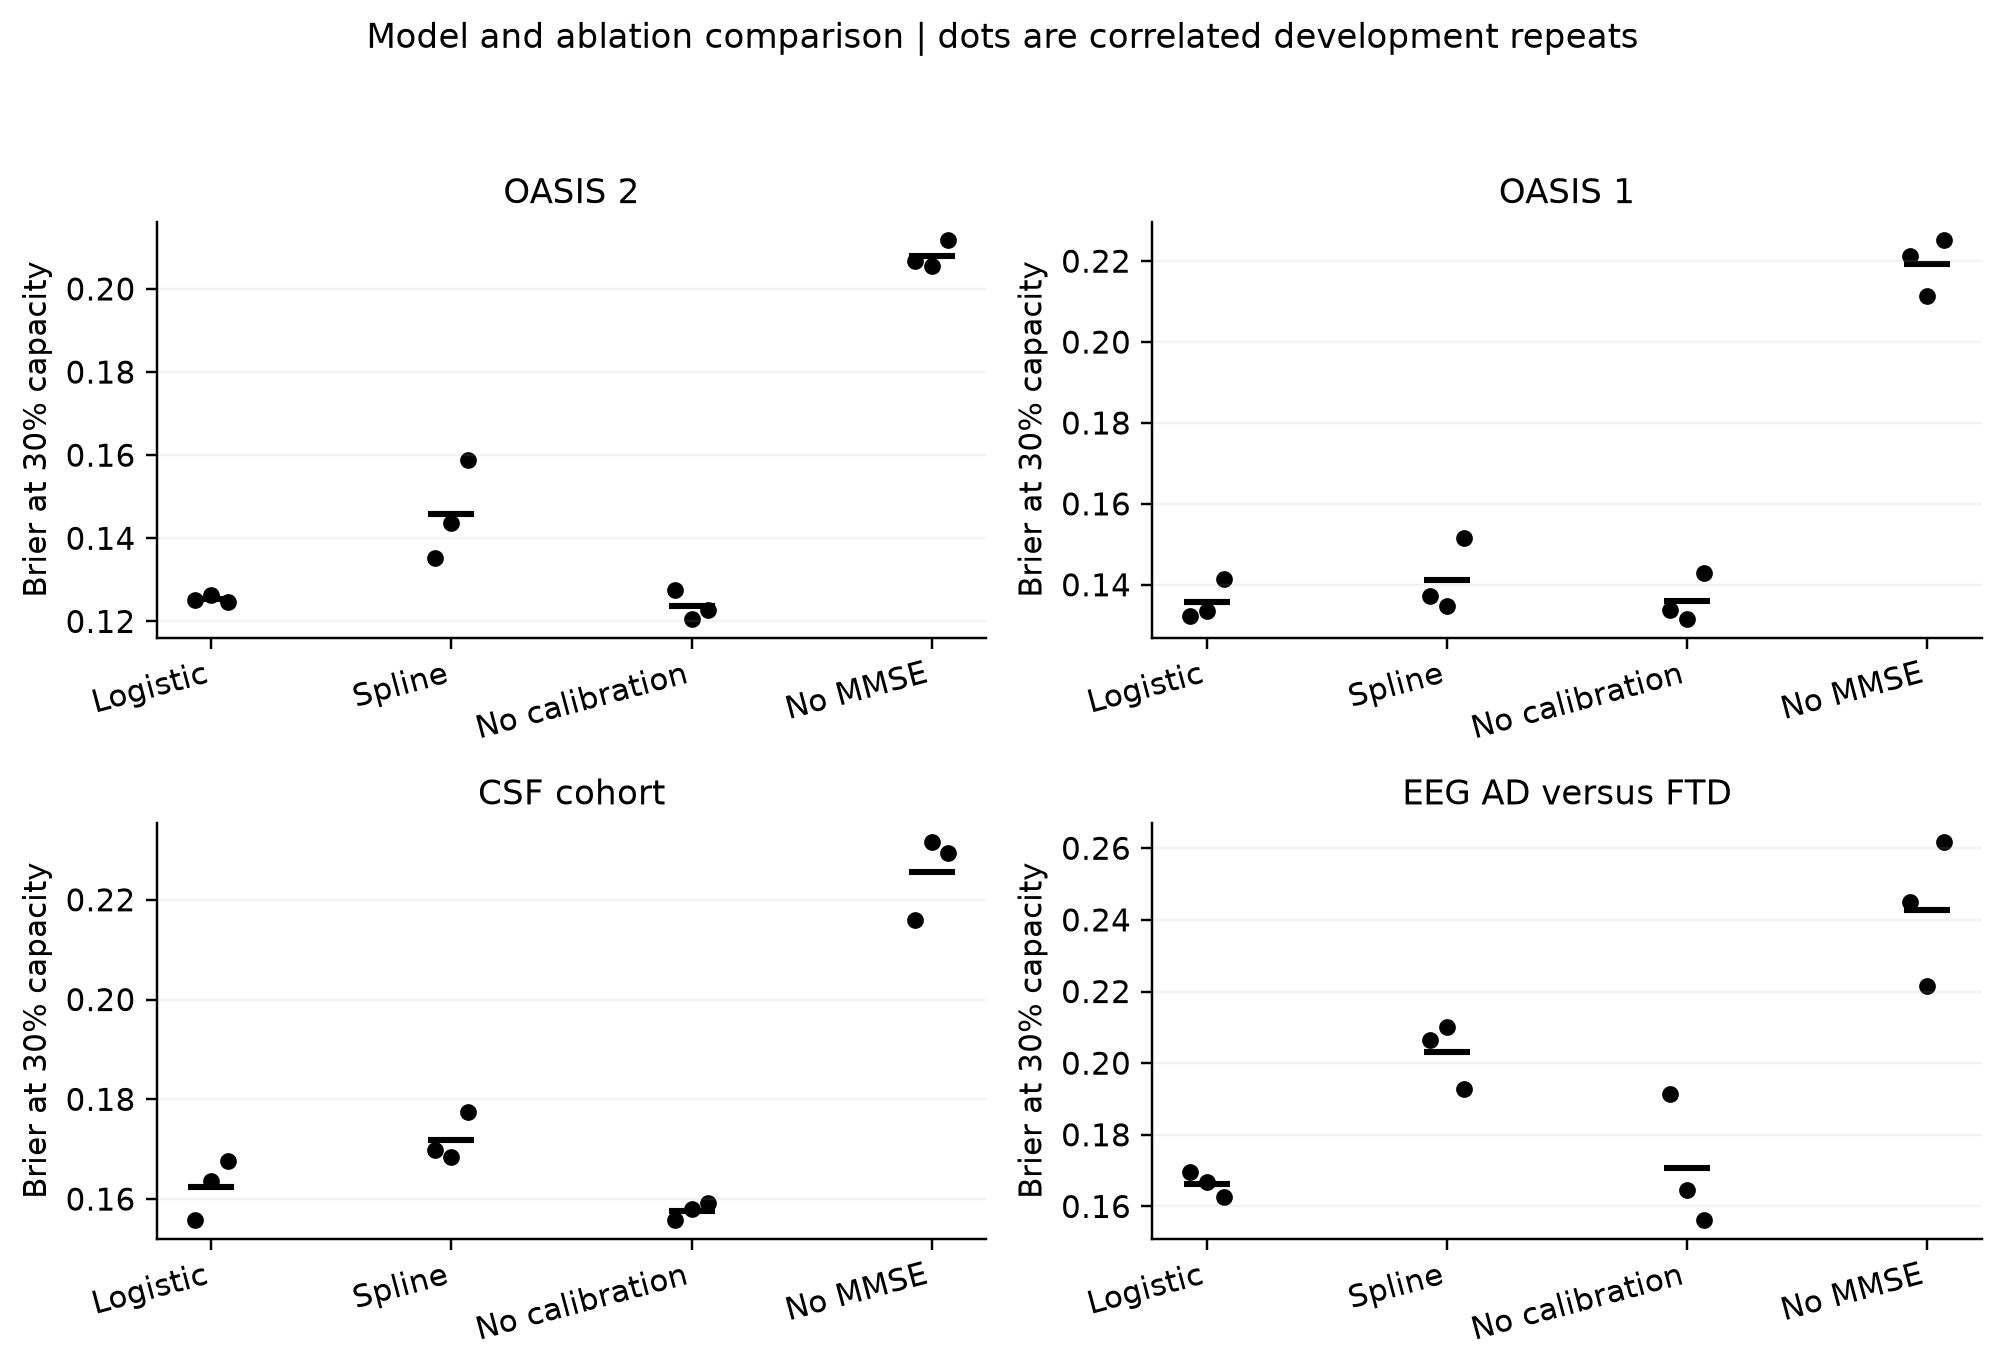 Model and ablation comparison | dots are correlated development repeats
OASIS 2
Brier at 30% capacity
0.20
0.18
0.16
0.14
0.12
Logistic
Spline
No calibration
No MMSE
OASIS 1
Brier at 30% capacity
0.22
0.20
0.18
0.16
0.14
Logistic
Spline
No calibration
No MMSE
CSF cohort
Brier at 30% capacity
0.22
0.20
0.18
0.16
Logistic
Spline
No calibration
No MMSE
EEG AD versus FTD
Brier at 30% capacity
0.26
0.24
0.22
0.20
0.18
0.16
Logistic
Spline
No calibration
No MMSE